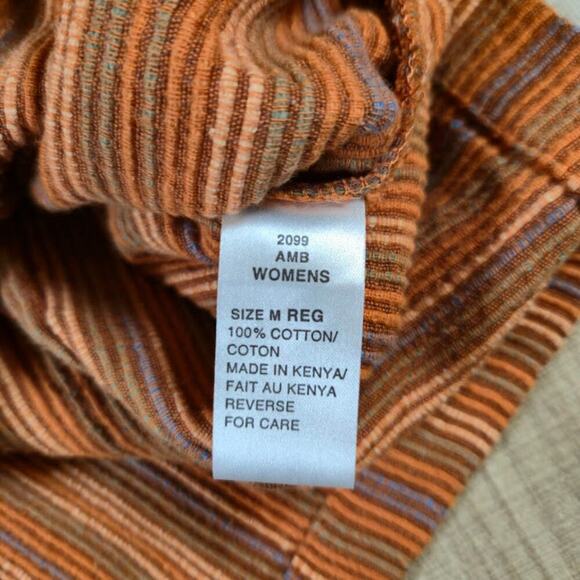 2099
AMB
WOMENS
SIZE M REG
100% COTTON/
COTON
MADE IN KENYA/
FAIT AU KENYA
REVERSE
FOR CARE